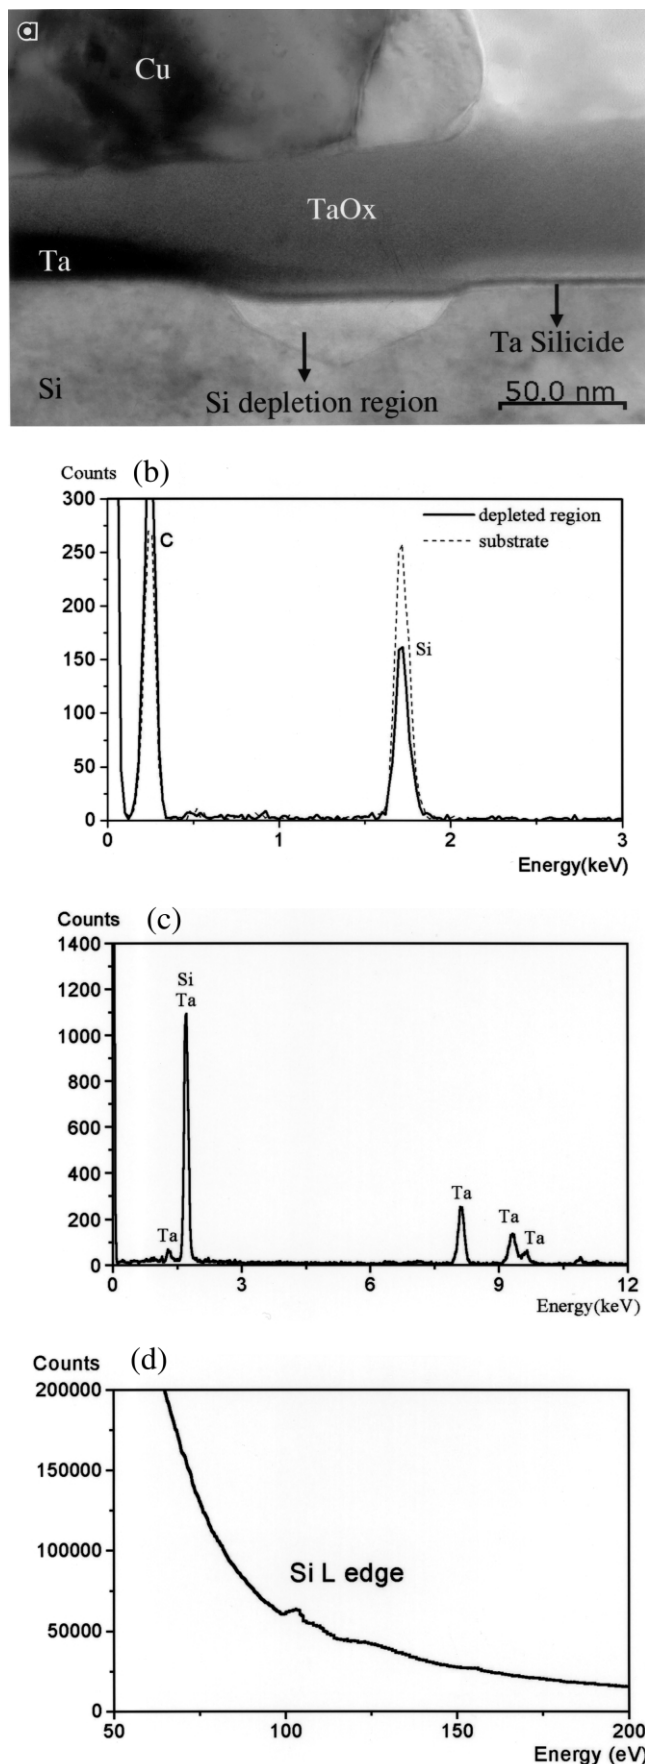 a
Cu
TaOx
Ta
Ta Silicide
Si
Si depletion region
50.0 nm
Counts (b)
300
250
200
150
100
50
0
C
Si
depleted region
substrate
0 1 2 3
Energy(keV)
Counts (c)
1400
1200
1000
800
600
400
200
0
Si
Ta
Ta
Ta
Ta
Ta
0 3 6 9 12
Energy(keV)
Counts (d)
200000
150000
100000
50000
0
Si L edge
50 100 150 200
Energy (eV)